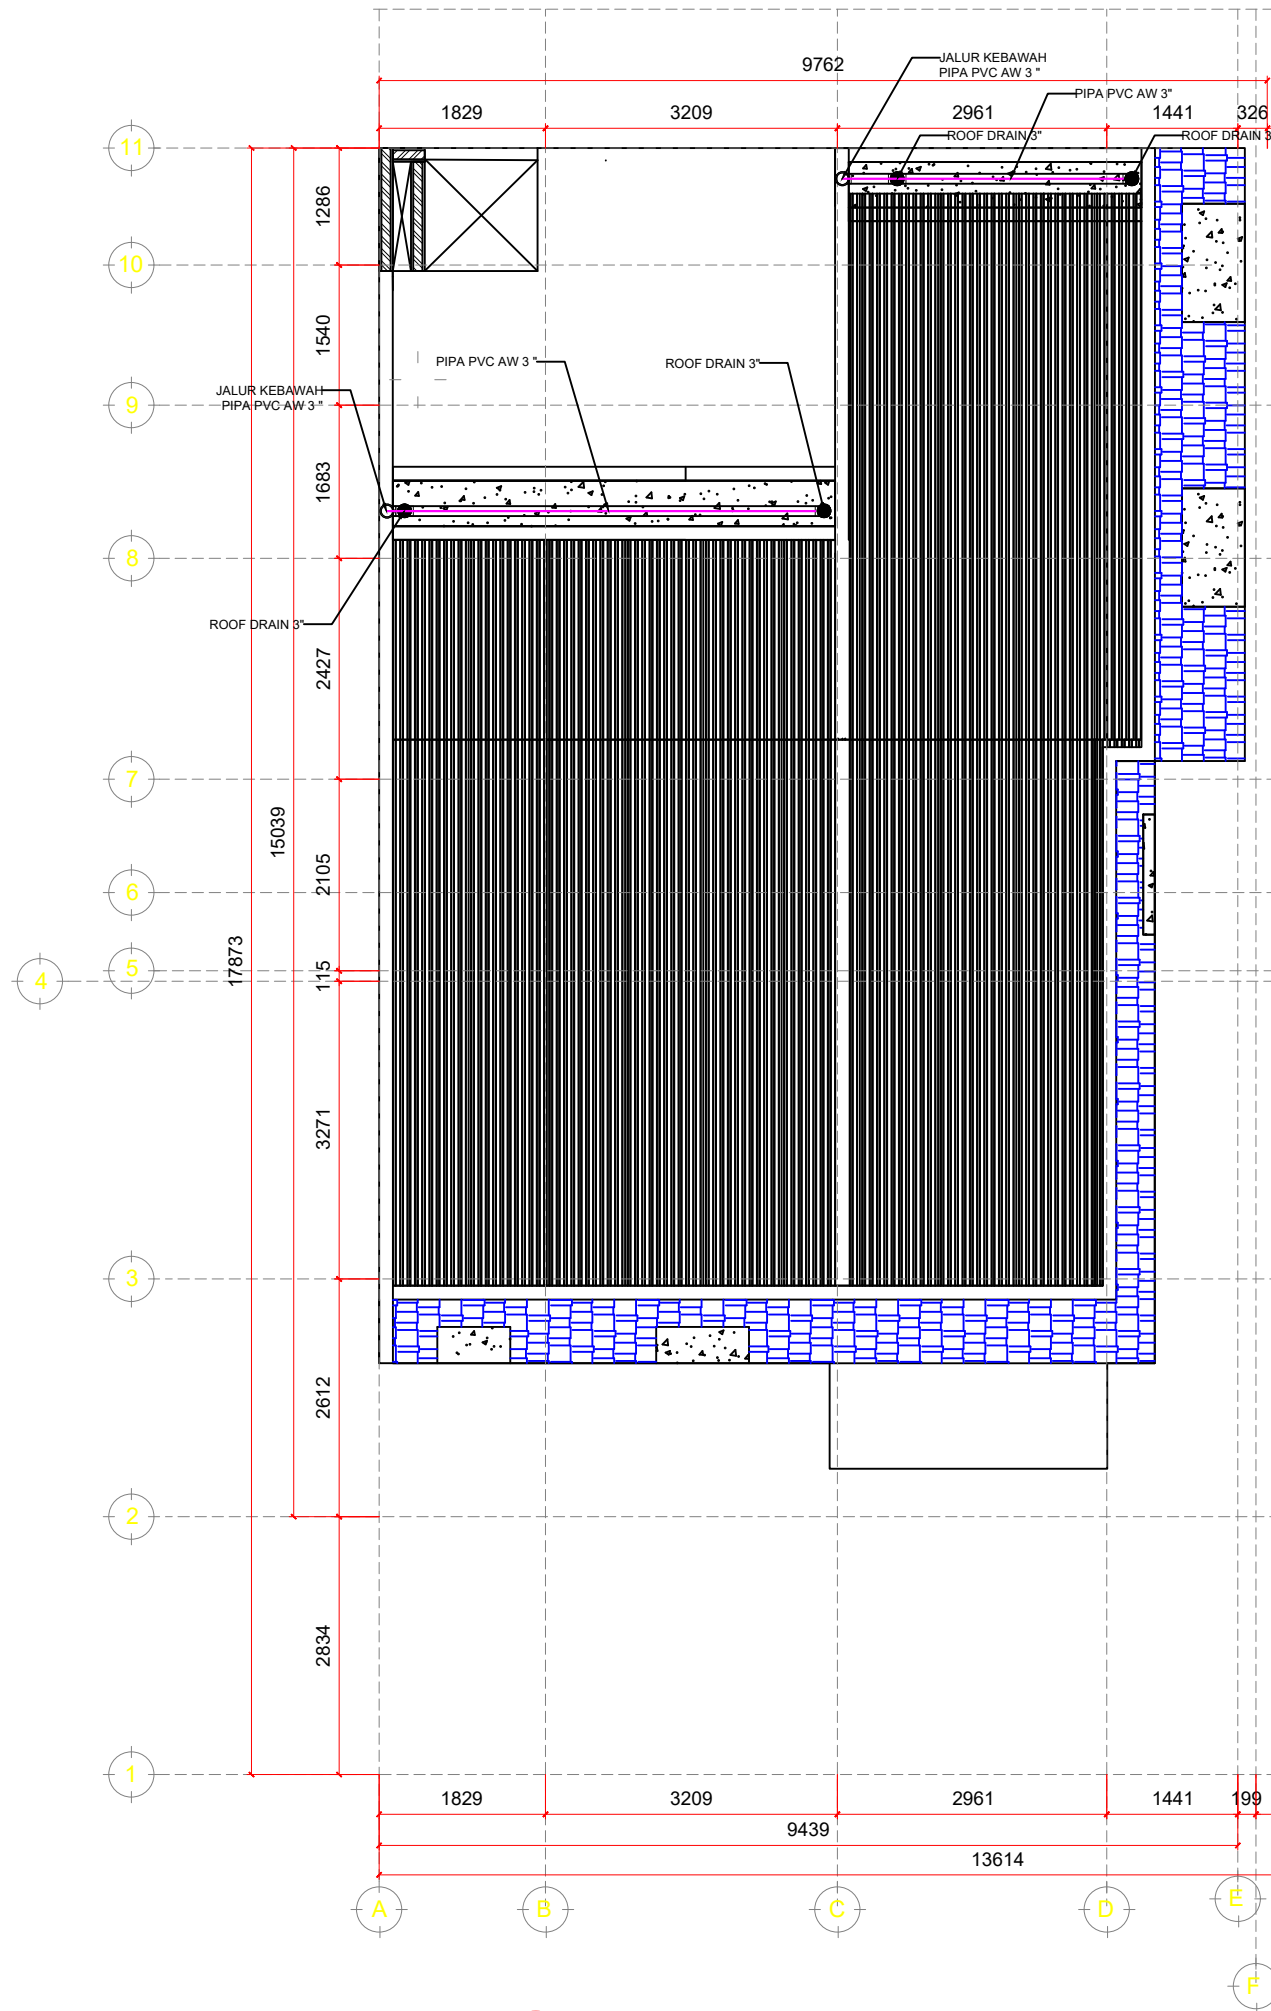 9762
JALUR KEBAWAH
PIPA PVC AW 3 "
PIPA PVC AW 3"
1829
3209
2961
1441
326
ROOF DRAIN 3"
ROOF DRAIN 3
11
1286
10
1540
PIPA PVC AW 3 "
ROOF DRAIN 3"
JALUR KEBAWAH
PIPA PVC AW 3 "
9
1683
8
ROOF DRAIN 3"
2427
7
15039
2105
6
17873
5
115
4
3271
3
2612
2
2834
1
1829
3209
2961
1441
199
9439
13614
A
B
C
D
E
F